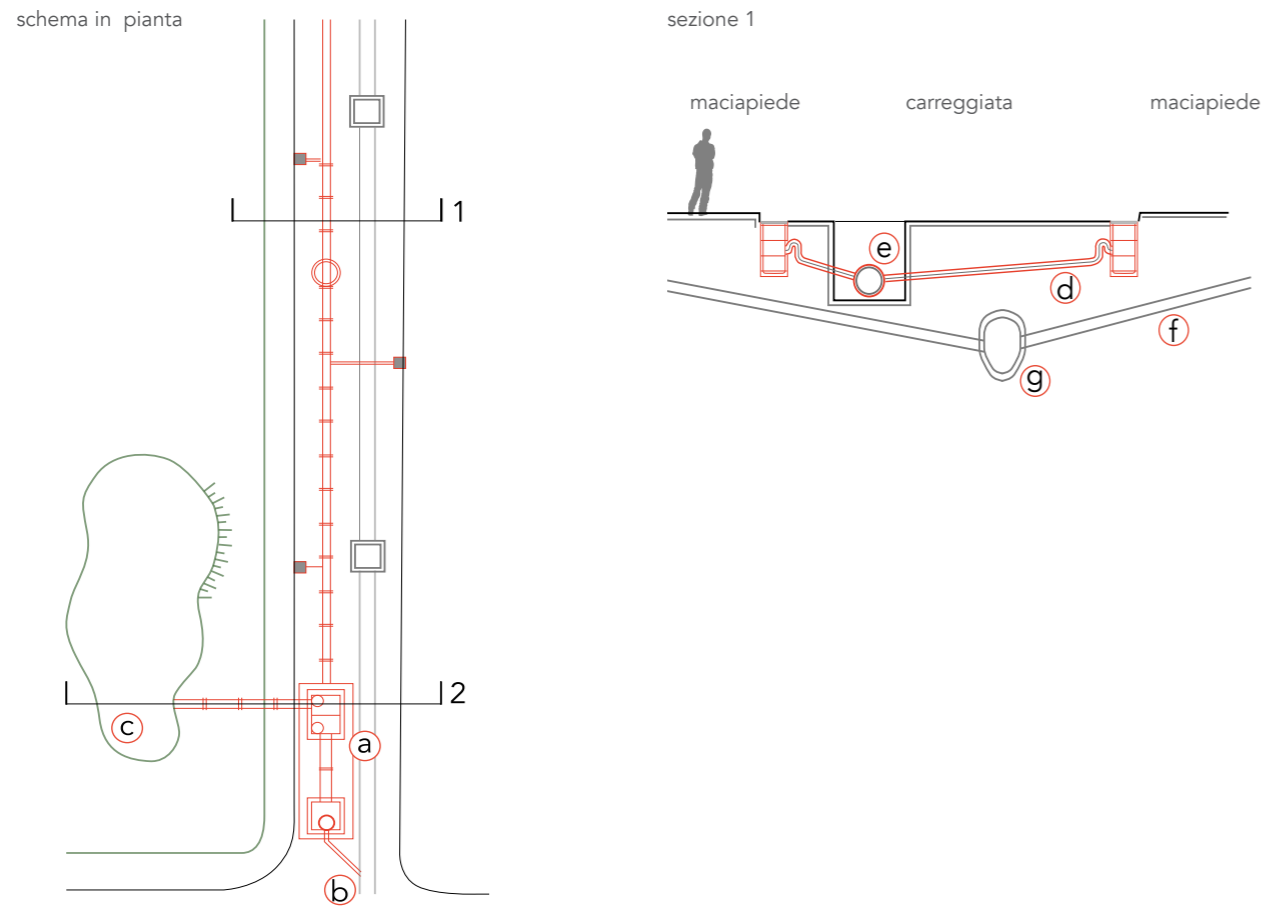 schema in pianta
1
2
c
a
b
sezione 1
maciapiede carreggiata maciapiede
e
d
f
g